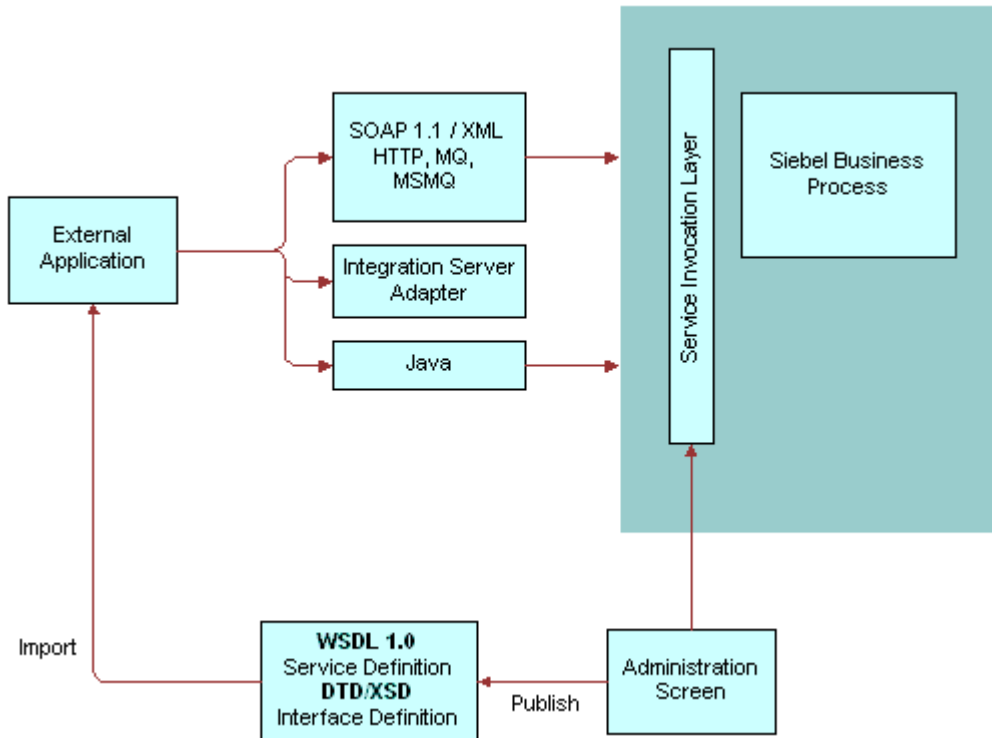 SOAP 1.1 / XML
HTTP, MQ,
MSMQ
Service Invocation Layer
Siebel Business
Process
External
Application
Integration Server
Adapter
Java
Import
WSDL 1.0
Service Definition
DTD/XSD
Interface Definition
Publish
Administration
Screen